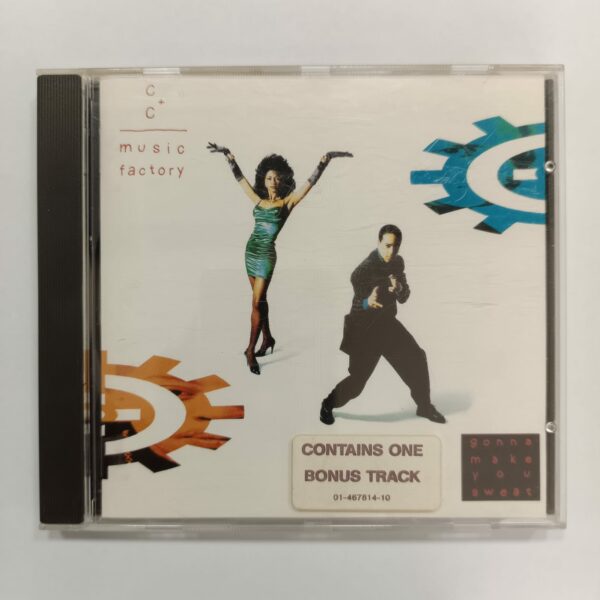 C
+
C
music
factory
CONTAINS ONE
BONUS TRACK
01-467814-10
gonna
make
you
sweat